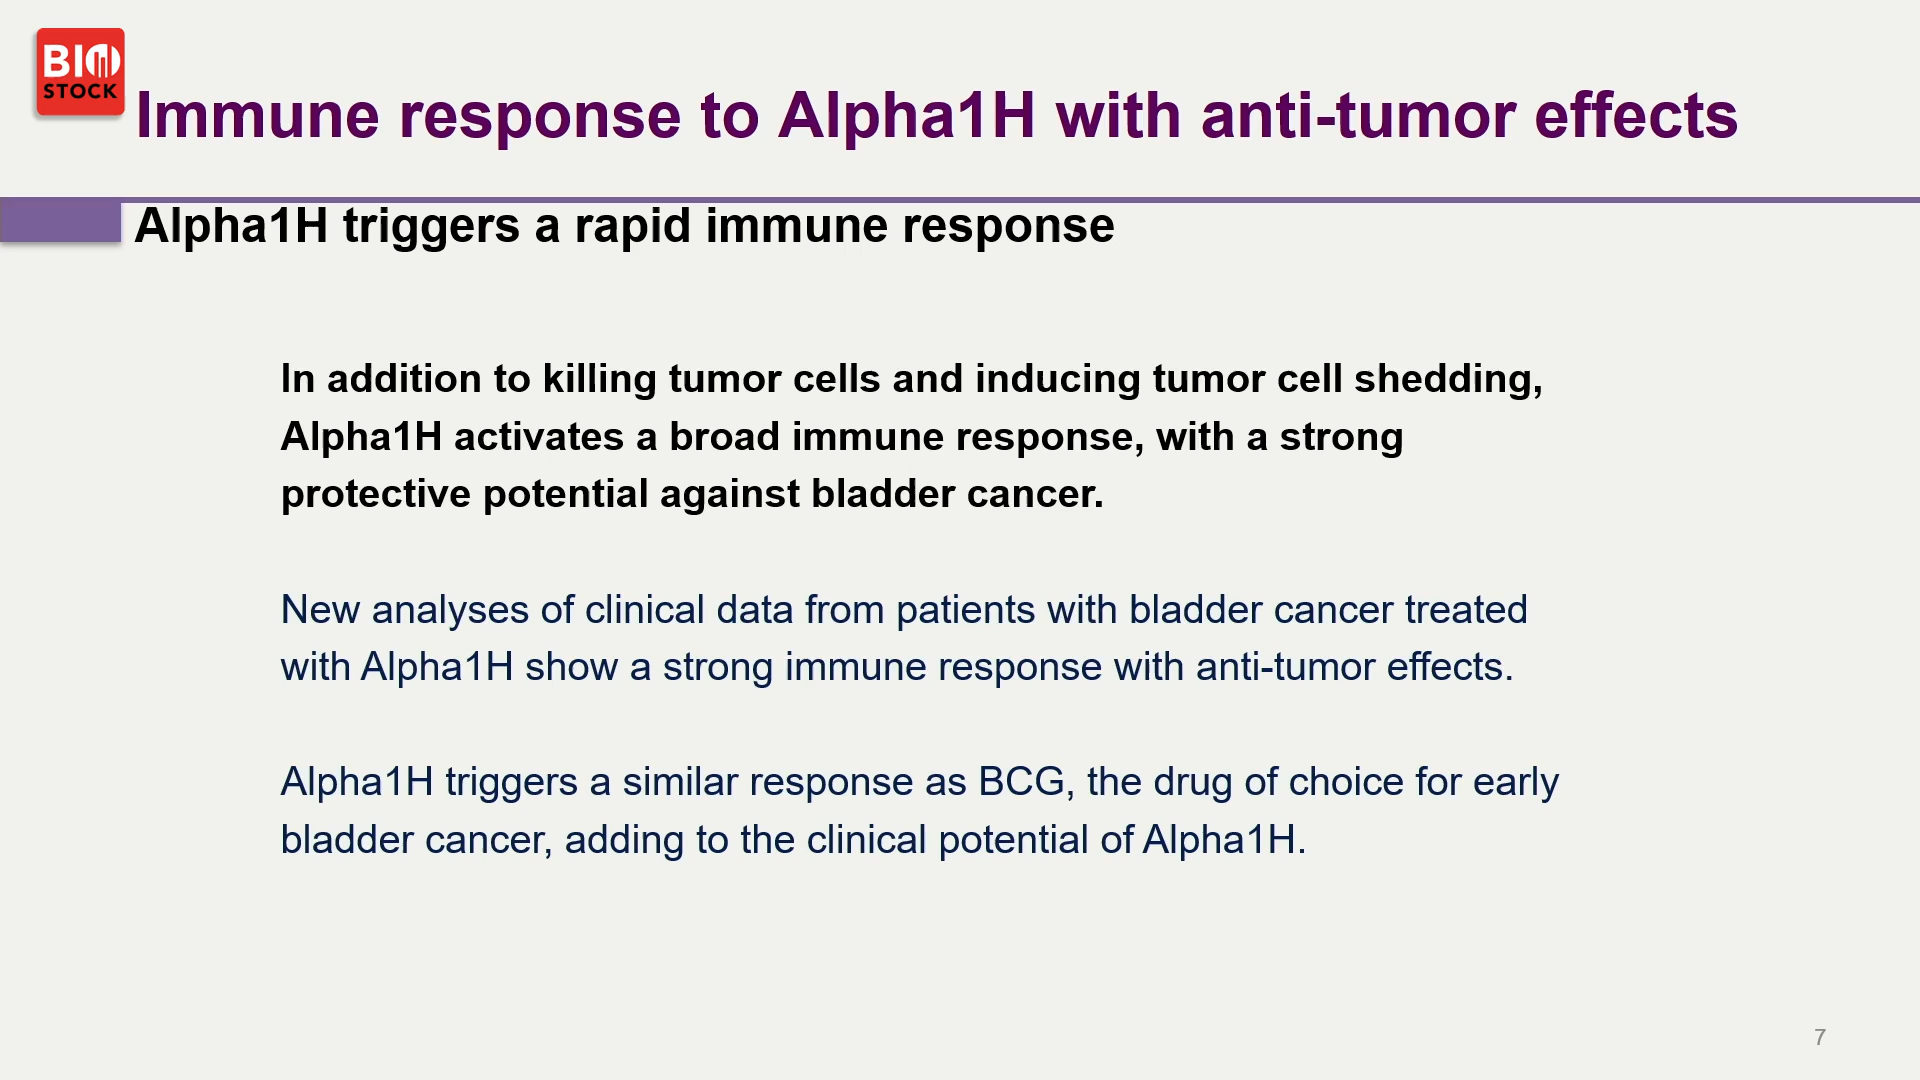 BIO
STOCK
Immune response to Alpha1H with anti-tumor effects
Alpha1H triggers a rapid immune response
In addition to killing tumor cells and inducing tumor cell shedding,
Alpha1H activates a broad immune response, with a strong
protective potential against bladder cancer.
New analyses of clinical data from patients with bladder cancer treated
with Alpha1H show a strong immune response with anti-tumor effects.
Alpha1H triggers a similar response as BCG, the drug of choice for early
bladder cancer, adding to the clinical potential of Alpha1H.
7